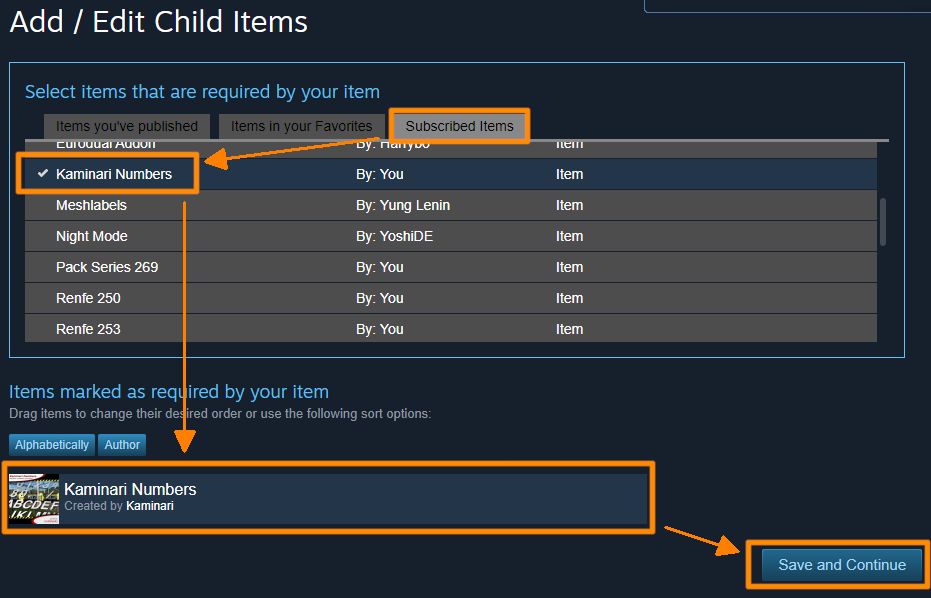 Add / Edit Child Items
Select items that are required by your item
Items you've published Items in your Favorites Subscribed Items
Eurodual Addon By: Harrybo Item
Kaminari Numbers By: You Item
Meshlabels By: Yung Lenin Item
Night Mode By: YoshiDE Item
Pack Series 269 By: You Item
Renfe 250 By: You Item
Renfe 253 By: You Item
Items marked as required by your item
Drag items to change their desired order or use the following sort options:
Alphabetically Author
Kaminari Numbers
Created by Kaminari
Save and Continue